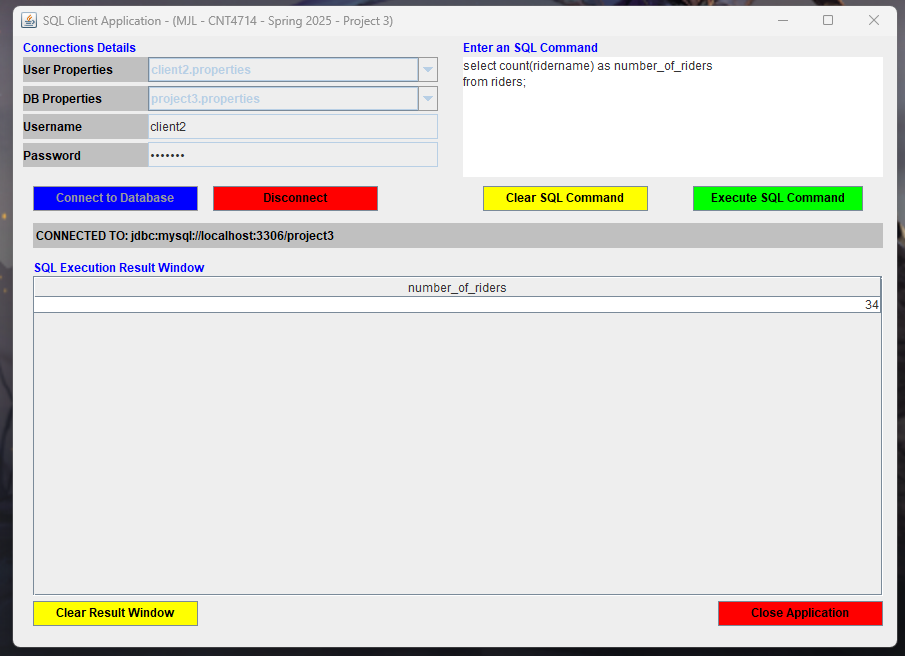 SQL Client Application - (MJL - CNT4714 - Spring 2025 - Project 3)
Connections Details
User Properties client2.properties
DB Properties project3.properties
Username client2
Password •••••••
Enter an SQL Command
select count(ridername) as number_of_riders
from riders;
Connect to Database Disconnect Clear SQL Command Execute SQL Command
CONNECTED TO: jdbc:mysql://localhost:3306/project3
SQL Execution Result Window
number_of_riders
34
Clear Result Window Close Application